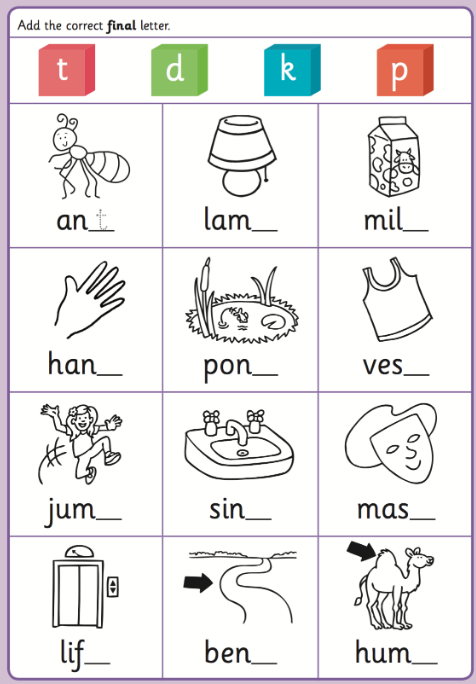 Add the correct final letter.
t d k p
ant lam__ mil__
han__ pon__ ves__
jum__ sin__ mas__
lif__ ben__ hum__